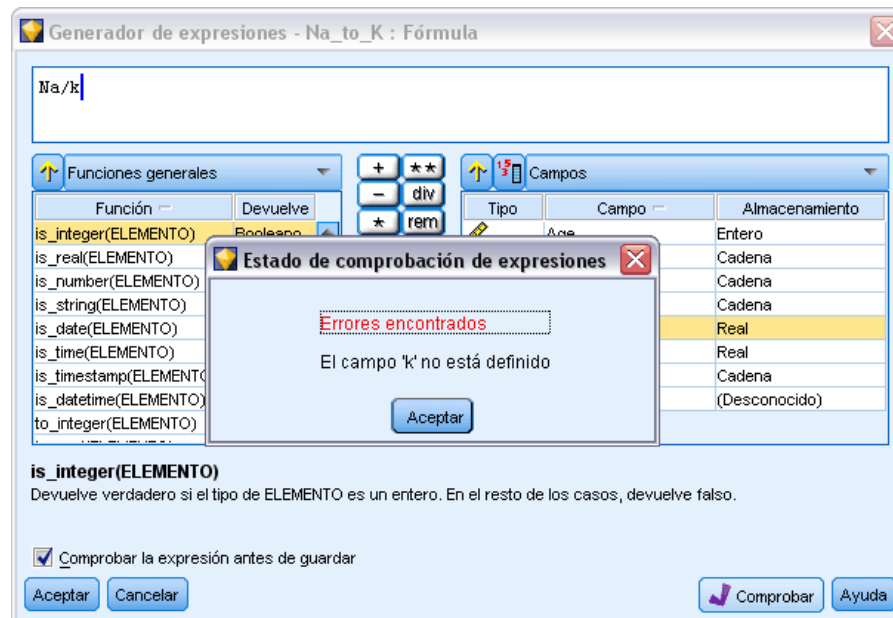 Generador de expresiones - Na_to_K : Fórmula
Na/k
Funciones generales
+ **
- div
* rem
1.5
3
Campos
Función Devuelve
is_integer(ELEMENTO) Booleano
is_real(ELEMENTO)
is_number(ELEMENTO)
is_string(ELEMENTO)
is_date(ELEMENTO)
is_time(ELEMENTO)
is_timestamp(ELEMENTO
is_datetime(ELEMENTO)
to_integer(ELEMENTO)
Tipo Campo Almacenamiento
Age Entero
Cadena
Cadena
Cadena
Real
Real
Cadena
(Desconocido)
Estado de comprobación de expresiones
Errores encontrados
El campo 'k' no está definido
Aceptar
is_integer(ELEMENTO)
Devuelve verdadero si el tipo de ELEMENTO es un entero. En el resto de los casos, devuelve falso.
Comprobar la expresión antes de guardar
Aceptar Cancelar Comprobar Ayuda